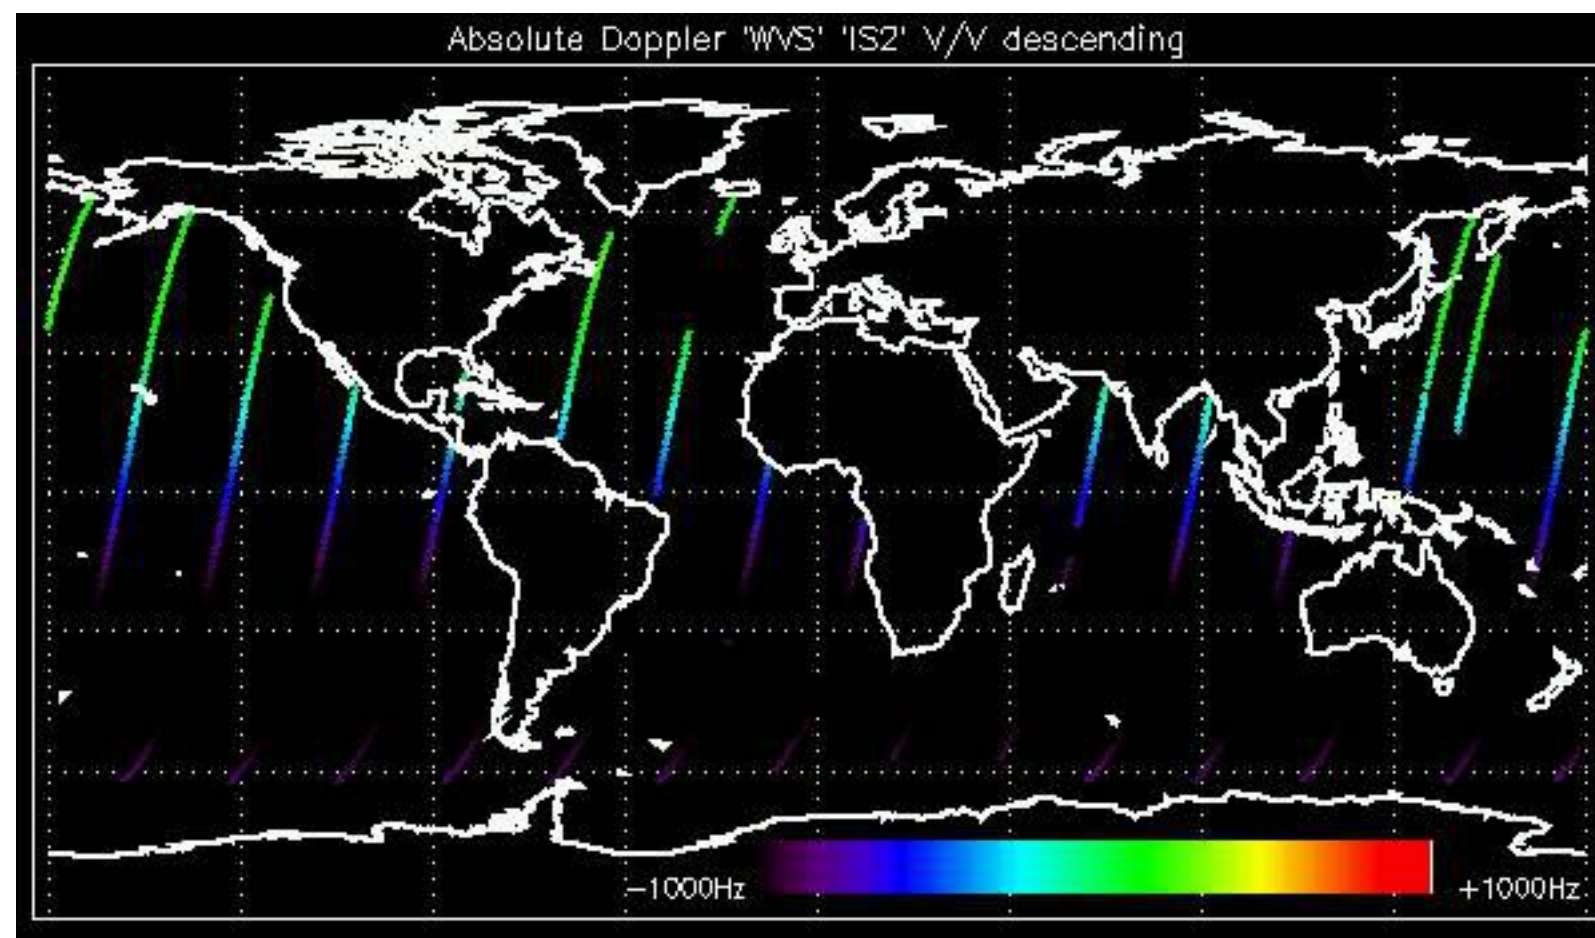 Absolute Doppler 'WVS' 'IS2' V/V descending
-1000Hz
+1000Hz